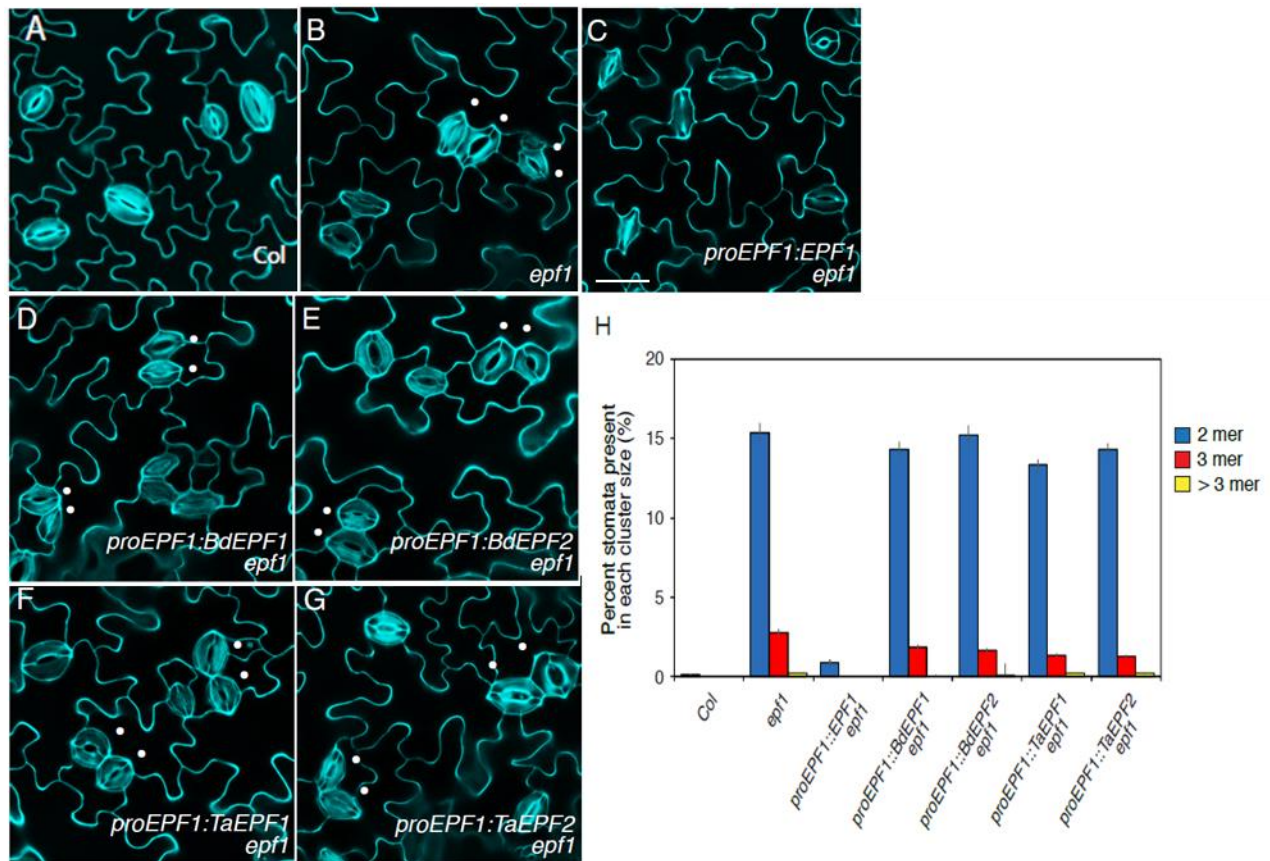 A
Col
B
epf1
C
proEPF1:EPF1
epf1
D
proEPF1:BdEPF1
epf1
E
proEPF1:BdEPF2
epf1
F
proEPF1:TaEPF1
epf1
G
proEPF1:TaEPF2
epf1
H
Percent stomata present
in each cluster size (%)
20
15
10
5
0
Col
epf1
proEPF1::EPF1
epf1
proEPF1::BdEPF1
epf1
proEPF1::BdEPF2
epf1
proEPF1::TaEPF1
epf1
proEPF1::TaEPF2
epf1
2 mer
3 mer
> 3 mer